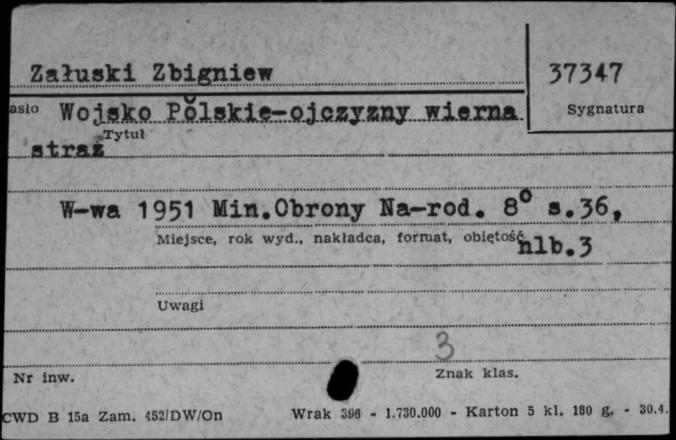 Załuski Zbigniew
37347
asło Wojsko Polskie-ojczyzny wierna
Sygnatura
Tytuł
straż
W-wa 1951 Min.Obrony Na-rod. 8° s.36,
Miejsce, rok wyd., nakładca, format, obiętość
nlb.3
Uwagi
3
Nr inw.
Znak klas.
CWD B 15a Zam. 452/DW/On Wrak 396 - 1.730.000 - Karton 5 kl. 180 g. - 30.4.